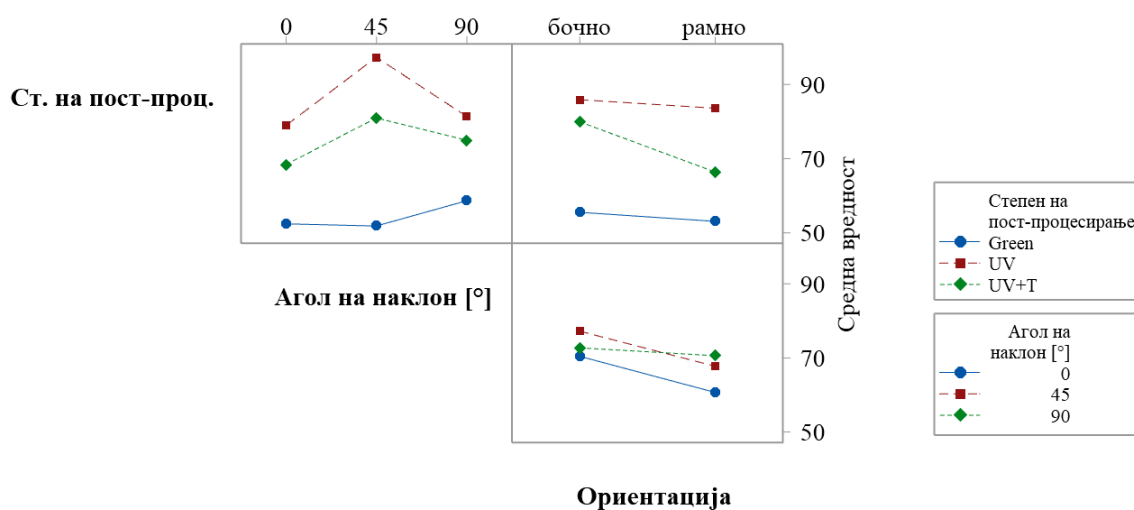 0 45 90 бочно рамно
Ст. на пост-проц.
90
70
50
Агол на наклон [°]
90
70
50
Средна вредност
Степен на
пост-процесирање
Green
UV
UV+T
Агол на
наклон [°]
0
45
90
Ориентација